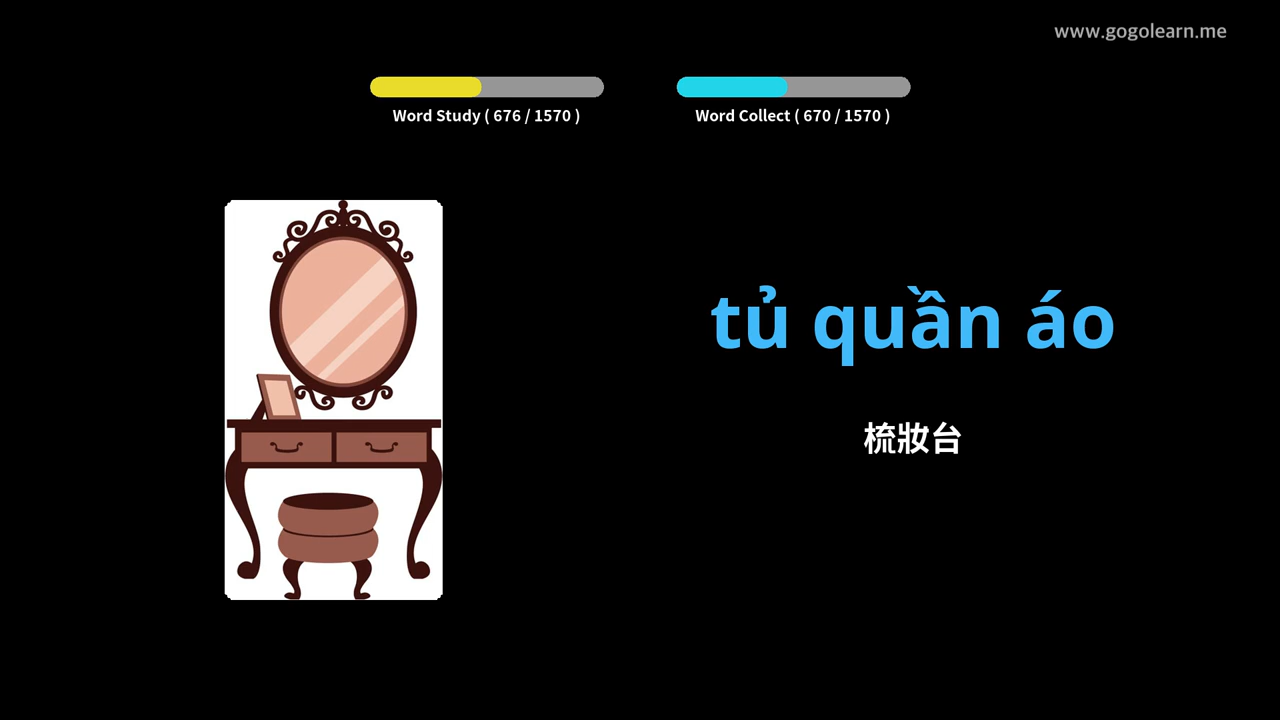 www.gogolearn.me
Word Study ( 676 / 1570 )
Word Collect ( 670 / 1570 )
tủ quần áo
梳妝台